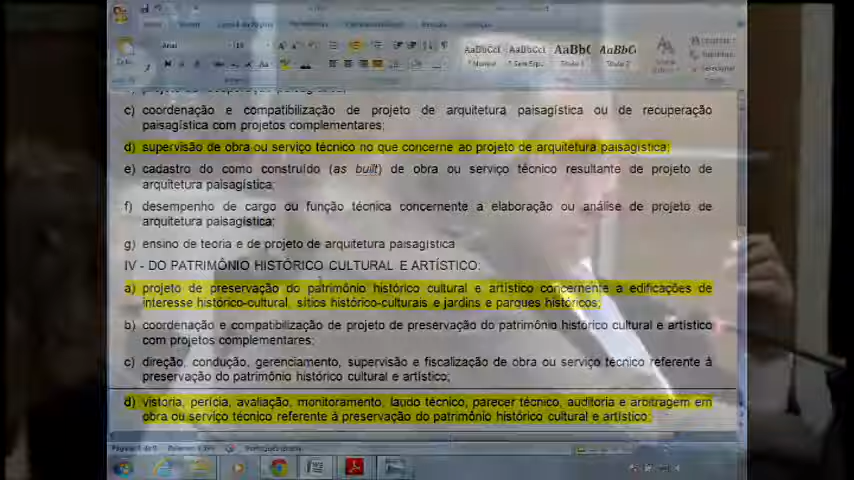 AaBbCcI AaBbCcI AaBbC AaBbC
c) coordenação e compatibilização de projeto de arquitetura paisagística ou de recuperação
paisagística com projetos complementares;
d) supervisão de obra ou serviço técnico no que concerne ao projeto de arquitetura paisagística;
e) cadastro do como construído (as built) de obra ou serviço técnico resultante de projeto de
arquitetura paisagística;
f) desempenho de cargo ou função técnica concernente a elaboração ou análise de projeto de
arquitetura paisagística;
g) ensino de teoria e de projeto de arquitetura paisagística
IV - DO PATRIMÔNIO HISTÓRICO CULTURAL E ARTÍSTICO:
a) projeto de preservação do patrimônio histórico cultural e artístico concernente a edificações de
interesse histórico-cultural, sítios histórico-culturais e jardins e parques históricos;
b) coordenação e compatibilização de projeto de preservação do patrimônio histórico cultural e artístico
com projetos complementares;
c) direção, condução, gerenciamento, supervisão e fiscalização de obra ou serviço técnico referente à
preservação do patrimônio histórico cultural e artístico;
d) vistoria, perícia, avaliação, monitoramento, laudo técnico, parecer técnico, auditoria e arbitragem em
obra ou serviço técnico referente à preservação do patrimônio histórico cultural e artístico;